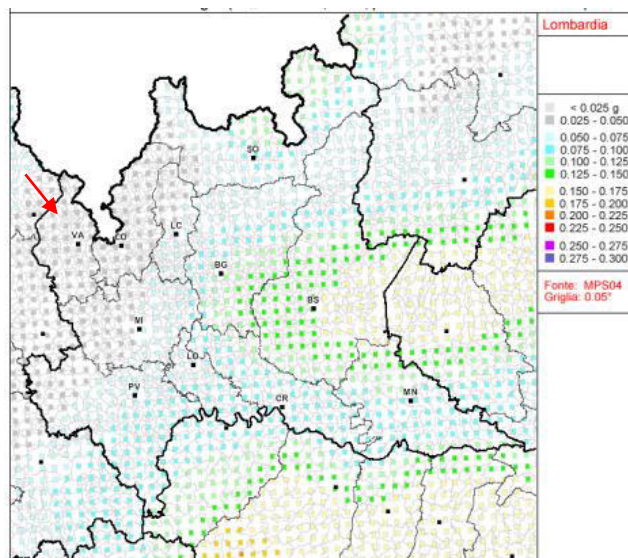 Lombardia
< 0.025 g
0.025 - 0.050
0.050 - 0.075
0.075 - 0.100
0.100 - 0.125
0.125 - 0.150
0.150 - 0.175
0.175 - 0.200
0.200 - 0.225
0.225 - 0.250
0.250 - 0.275
0.275 - 0.300
Fonte: MPS04
Griglia: 0.05°
SO
VA
CO
LC
BG
BS
MI
LO
PV
CR
MN